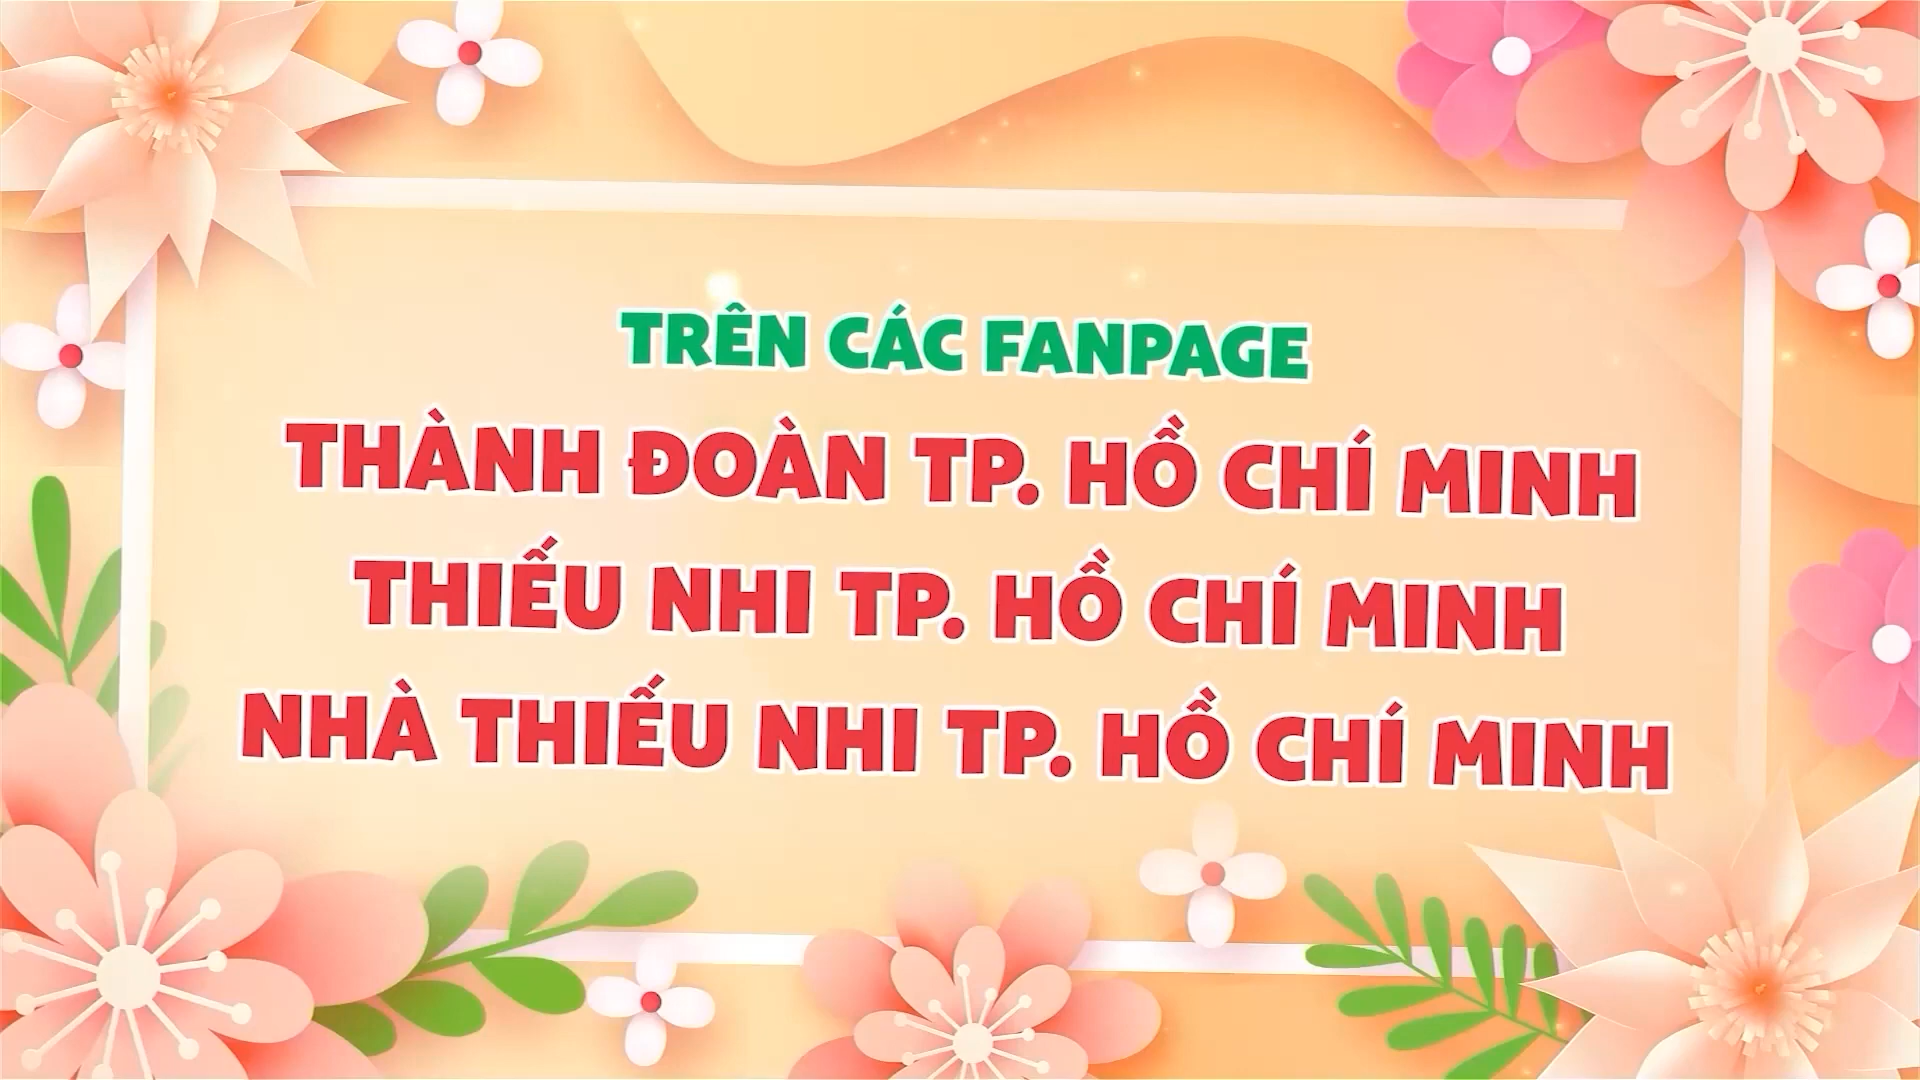 TRÊN CÁC FANPAGE
THÀNH ĐOÀN TP. HỒ CHÍ MINH
THIẾU NHI TP. HỒ CHÍ MINH
NHÀ THIẾU NHI TP. HỒ CHÍ MINH